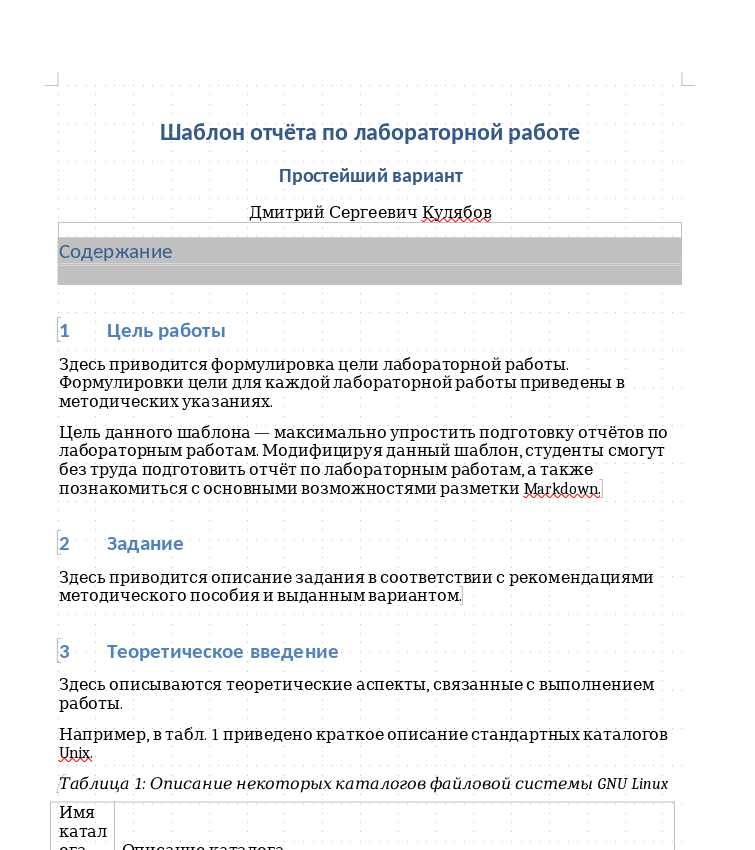 Шаблон отчёта по лабораторной работе
Простейший вариант
Дмитрий Сергеевич Кулябов
Содержание
1 Цель работы
Здесь приводится формулировка цели лабораторной работы.
Формулировки цели для каждой лабораторной работы приведены в
методических указаниях.
Цель данного шаблона — максимально упростить подготовку отчётов по
лабораторным работам. Модифицируя данный шаблон, студенты смогут
без труда подготовить отчёт по лабораторным работам, а также
познакомиться с основными возможностями разметки Markdown.
2 Задание
Здесь приводится описание задания в соответствии с рекомендациями
методического пособия и выданным вариантом.
3 Теоретическое введение
Здесь описываются теоретические аспекты, связанные с выполнением
работы.
Например, в табл. 1 приведено краткое описание стандартных каталогов
Unix.
Таблица 1: Описание некоторых каталогов файловой системы GNU Linux
Имя
катал
ога Описание каталога